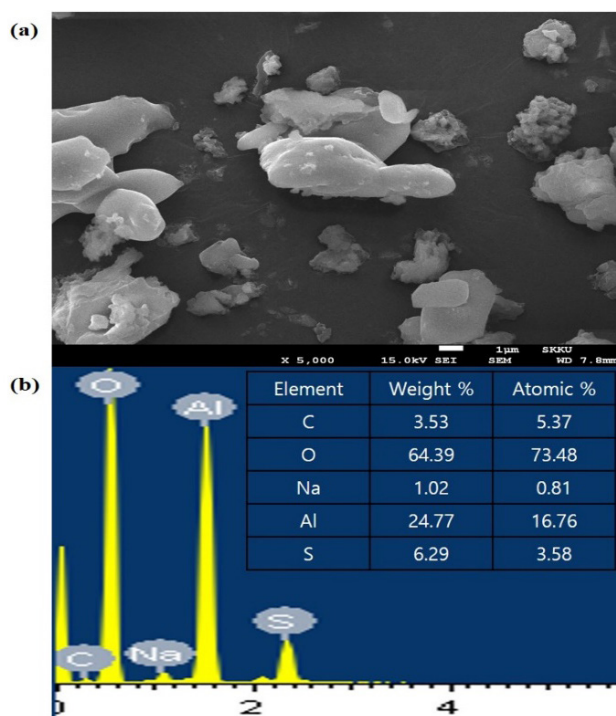 (a)
X 5,000 15.0kV SEI 1μm SKKU SEM WD 7.8mm
(b)
O
Al
C
Na
S
Element Weight % Atomic %
C 3.53 5.37
O 64.39 73.48
Na 1.02 0.81
Al 24.77 16.76
S 6.29 3.58
0 2 4